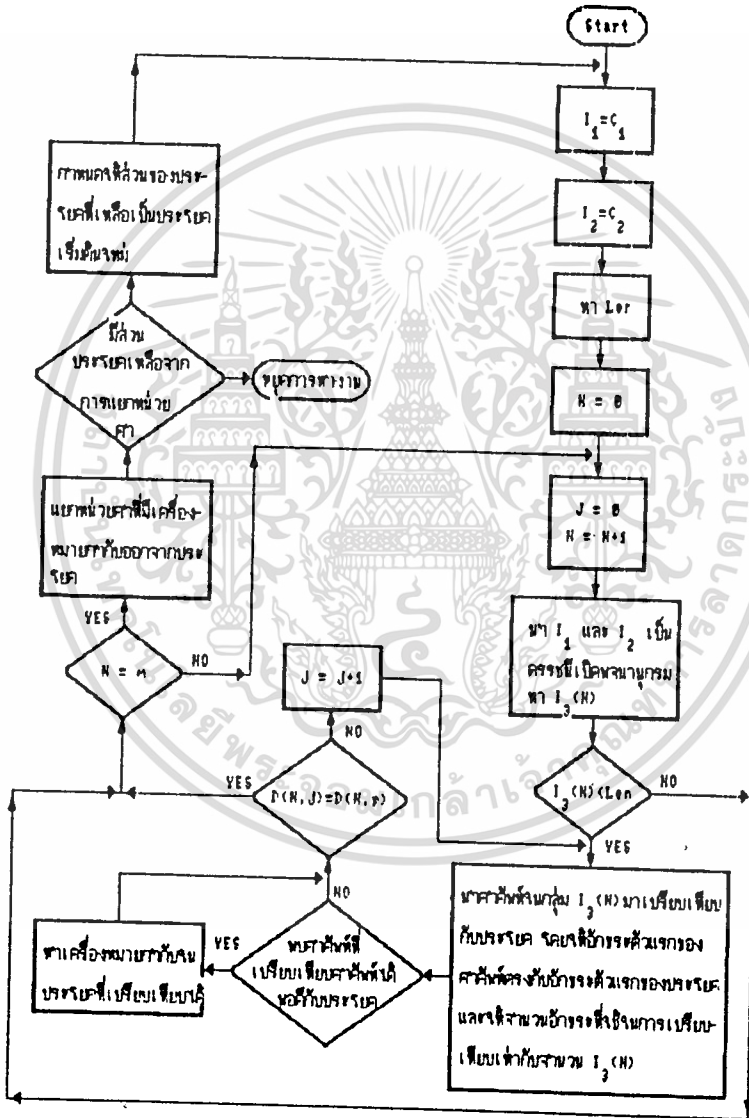 Start
I₁=C₁
I₂=C₂
หา Len
N = 0
J = 0
N = N+1
นำ I₁ และ I₂ เป็น
ดรรชนีเปิดพจนานุกรม
หา I₃(N)
I₃(N)<Len
NO
YES
นำคำศัพท์ในกลุ่ม I₃(N) มาเปรียบเทียบ
กับประโยค โดยให้อักขระตัวแรกของ
คำศัพท์ตรงกับอักขระตัวแรกของประโยค
และให้จำนวนอักขระที่ใช้ในการเปรียบ-
เทียบเท่ากับจำนวน I₃(N)
พบคำศัพท์ที่
เปรียบเทียบคำศัพท์ได้
พอดีกับประโยค
YES
NO
ทำเครื่องหมายกำกับใน
ประโยคที่เปรียบเทียบได้
D(N,J)=D(N,p)
YES
NO
J = J+1
N = m
NO
YES
แยกหน่วยคำที่มีเครื่อง-
หมายกำกับออกจากประ
โยค
มีส่วน
ประโยคเหลือจาก
การแยกหน่วย
คำ
หยุดการทำงาน
กำหนดให้ส่วนของประ-
โยคที่เหลือเป็นประโยค
เริ่มต้นใหม่